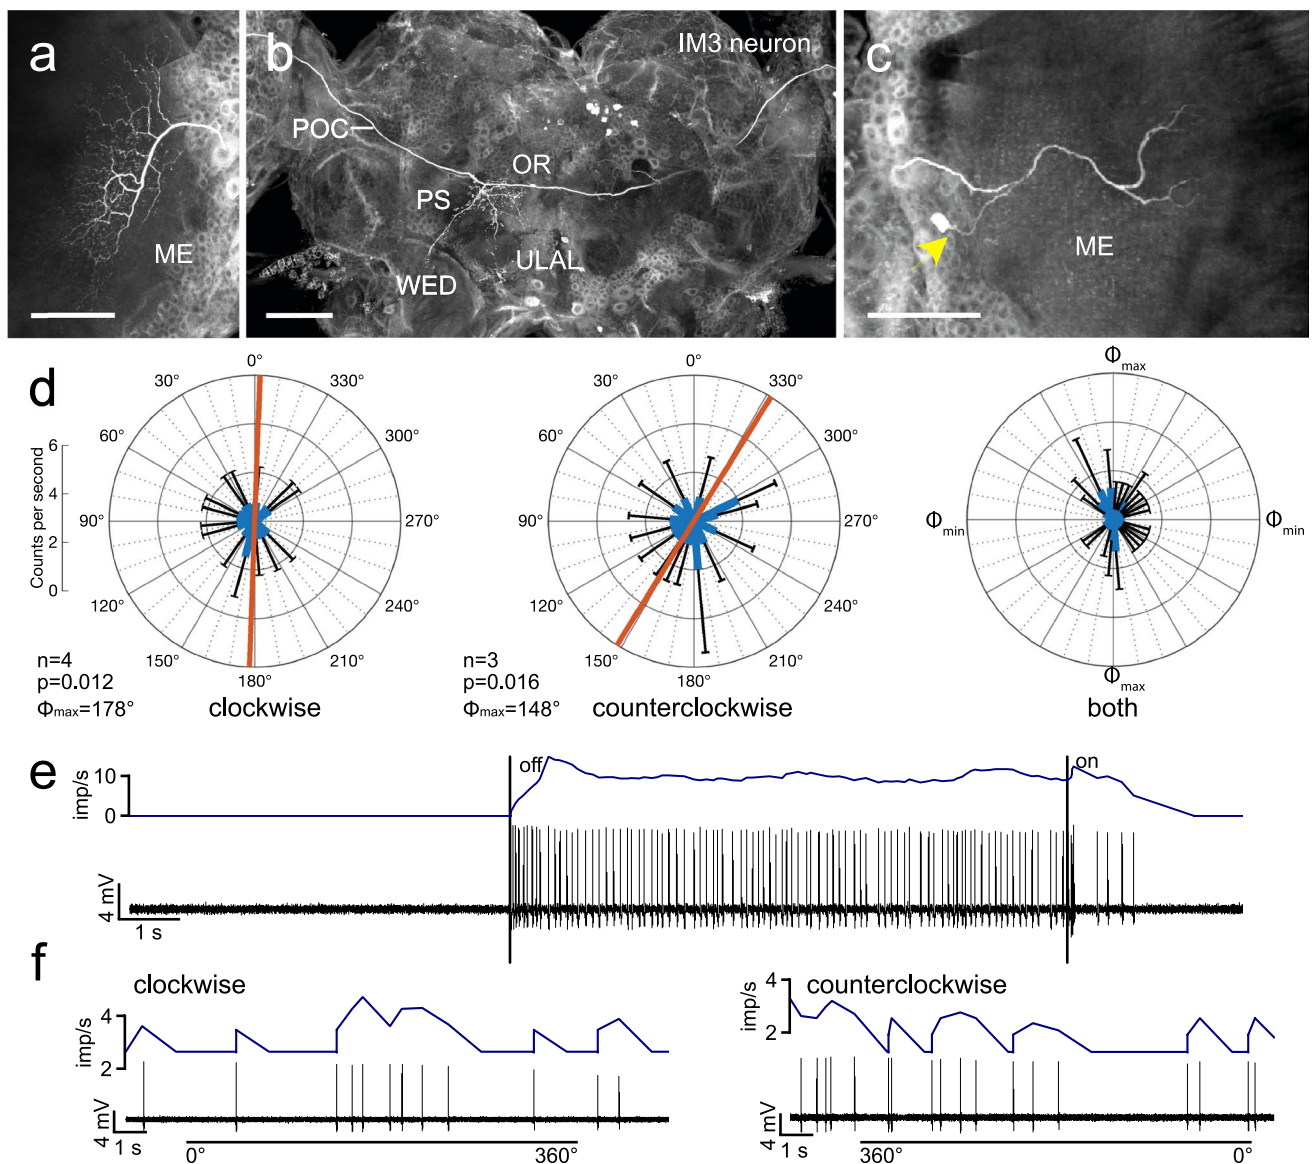 a
ME
b
IM3 neuron
POC
OR
PS
ULAL
WED
c
ME
d
Counts per second
6
4
2
0
0°
30°
330°
60°
300°
90°
270°
120°
240°
150°
210°
180°
n=4
p=0.012
Φmax=178°
clockwise
0°
30°
330°
60°
300°
90°
270°
120°
240°
150°
210°
180°
n=3
p=0.016
Φmax=148°
counterclockwise
Φmax
Φmin
Φmin
Φmax
both
e
imp/s
10
0
off
on
4 mV
1 s
f
clockwise
imp/s
4
2
4 mV
1 s
0°
360°
counterclockwise
imp/s
4
2
4 mV
1 s
360°
0°